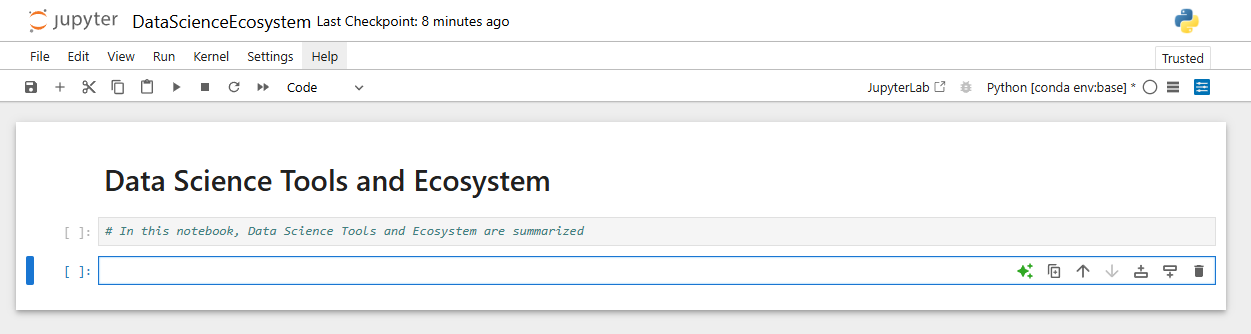 jupyter DataScienceEcosystem Last Checkpoint: 8 minutes ago
File Edit View Run Kernel Settings Help
Trusted
Code JupyterLab Python [conda env:base] *
Data Science Tools and Ecosystem
[ ]: # In this notebook, Data Science Tools and Ecosystem are summarized
[ ]: